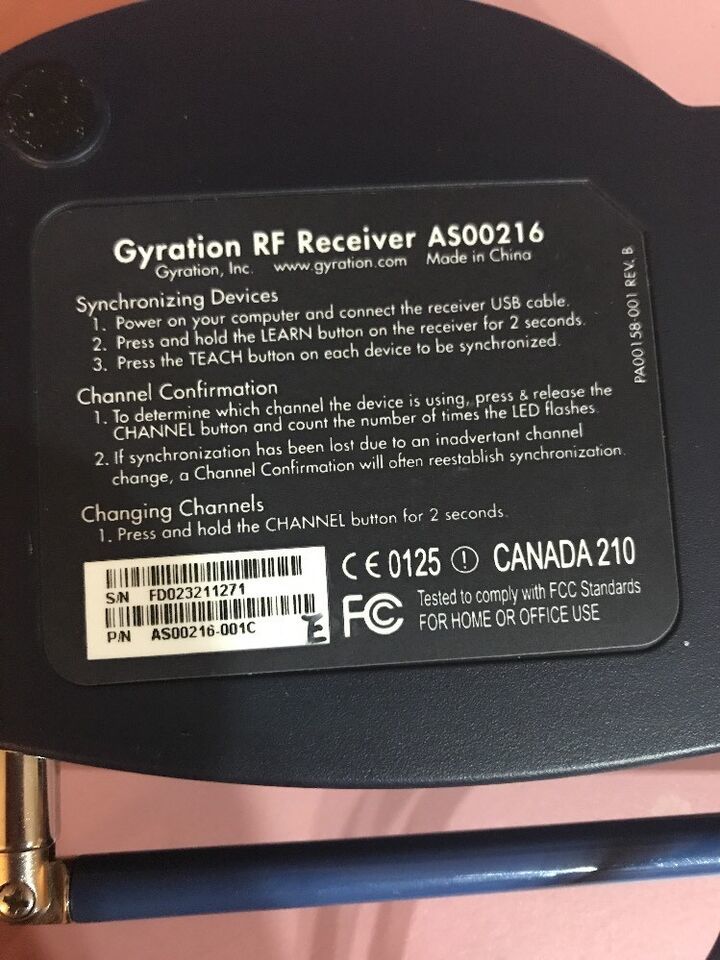 Gyration RF Receiver AS00216
Gyration, Inc. www.gyration.com Made in China
Synchronizing Devices
1. Power on your computer and connect the receiver USB cable.
2. Press and hold the LEARN button on the receiver for 2 seconds.
3. Press the TEACH button on each device to be synchronized.
Channel Confirmation
1. To determine which channel the device is using, press & release the
CHANNEL button and count the number of times the LED flashes.
2. If synchronization has been lost due to an inadvertent channel
change, a Channel Confirmation will often reestablish synchronization.
Changing Channels
1. Press and hold the CHANNEL button for 2 seconds.
S/N FD023211271
P/N AS00216-001C
E
CE 0125 ! CANADA 210
FC Tested to comply with FCC Standards
FOR HOME OR OFFICE USE
PA00158-001 REV. B